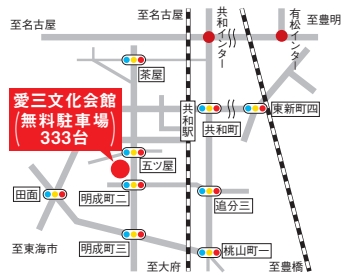 至名古屋
至名古屋
共和インター
有松インター
至豊明
茶屋
愛三文化会館
(無料駐車場)
333台
共和駅
共和町
東新町四
五ツ屋
田面
明成町二
追分三
至東海市
明成町三
桃山町一
至大府
至豊橋